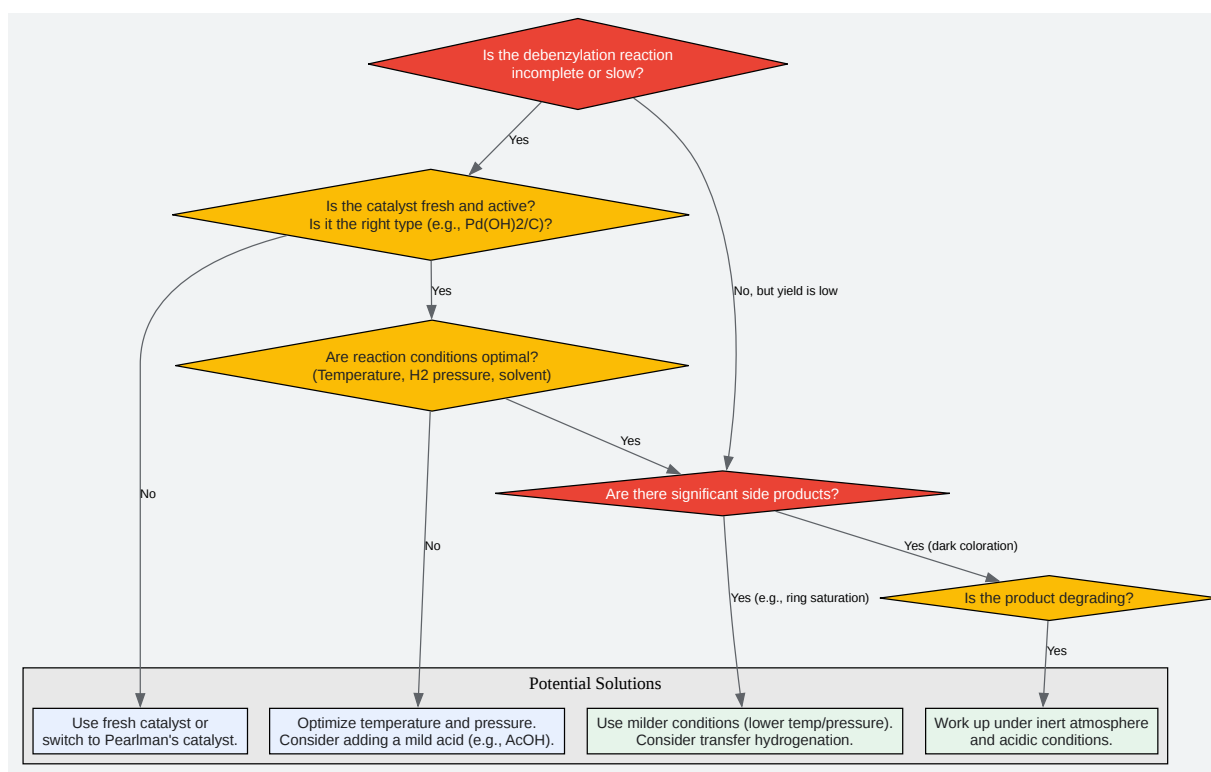 Is the debenzylation reaction
incomplete or slow?
Yes
Is the catalyst fresh and active?
Is it the right type (e.g., Pd(OH)2/C)?
Yes
No, but yield is low
Are reaction conditions optimal?
(Temperature, H2 pressure, solvent)
Yes
No
Are there significant side products?
No
Yes (dark coloration)
Yes (e.g., ring saturation)
Is the product degrading?
Yes
Potential Solutions
Use fresh catalyst or
switch to Pearlman's catalyst.
Optimize temperature and pressure.
Consider adding a mild acid (e.g., AcOH).
Use milder conditions (lower temp/pressure).
Consider transfer hydrogenation.
Work up under inert atmosphere
and acidic conditions.